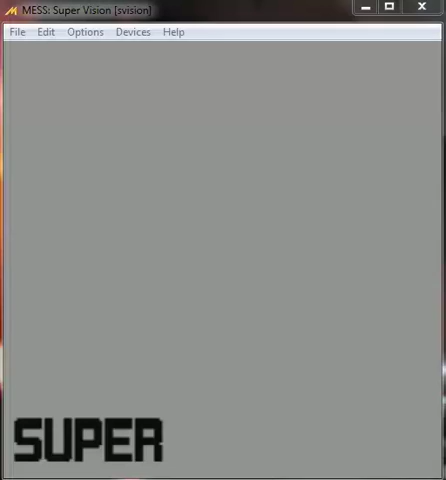 MESS: Super Vision [svision]
File Edit Options Devices Help
SUPER